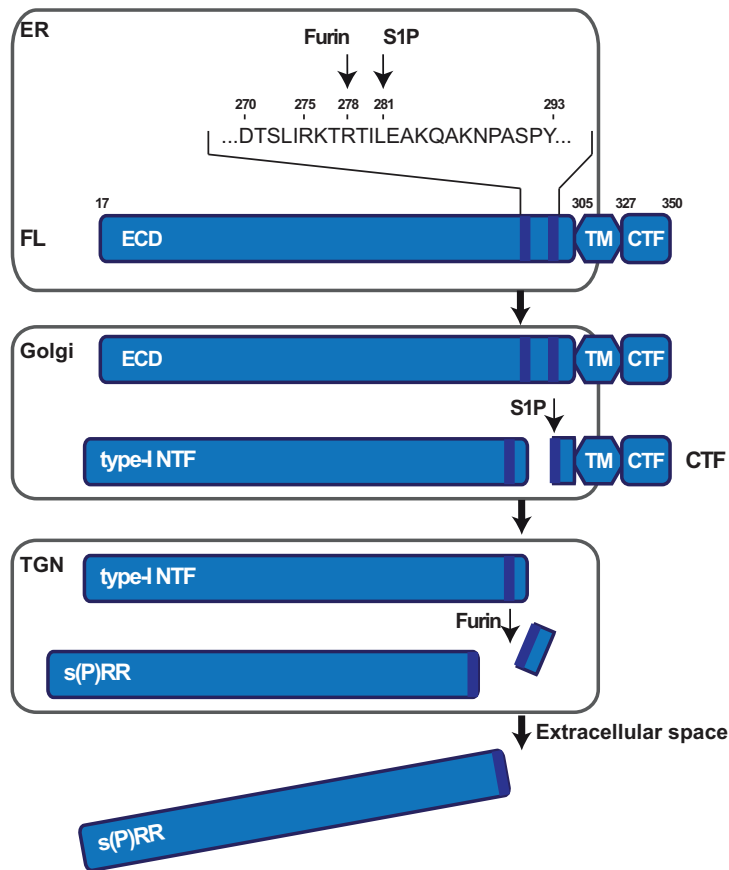 ER
Furin S1P
270 275 278 281 293
...DTSLIRKTRTILEAKQAKNPASPY...
17 305 327 350
FL ECD TM CTF
Golgi ECD TM CTF
S1P
type-I NTF TM CTF CTF
TGN
type-I NTF
Furin
s(P)RR
Extracellular space
s(P)RR